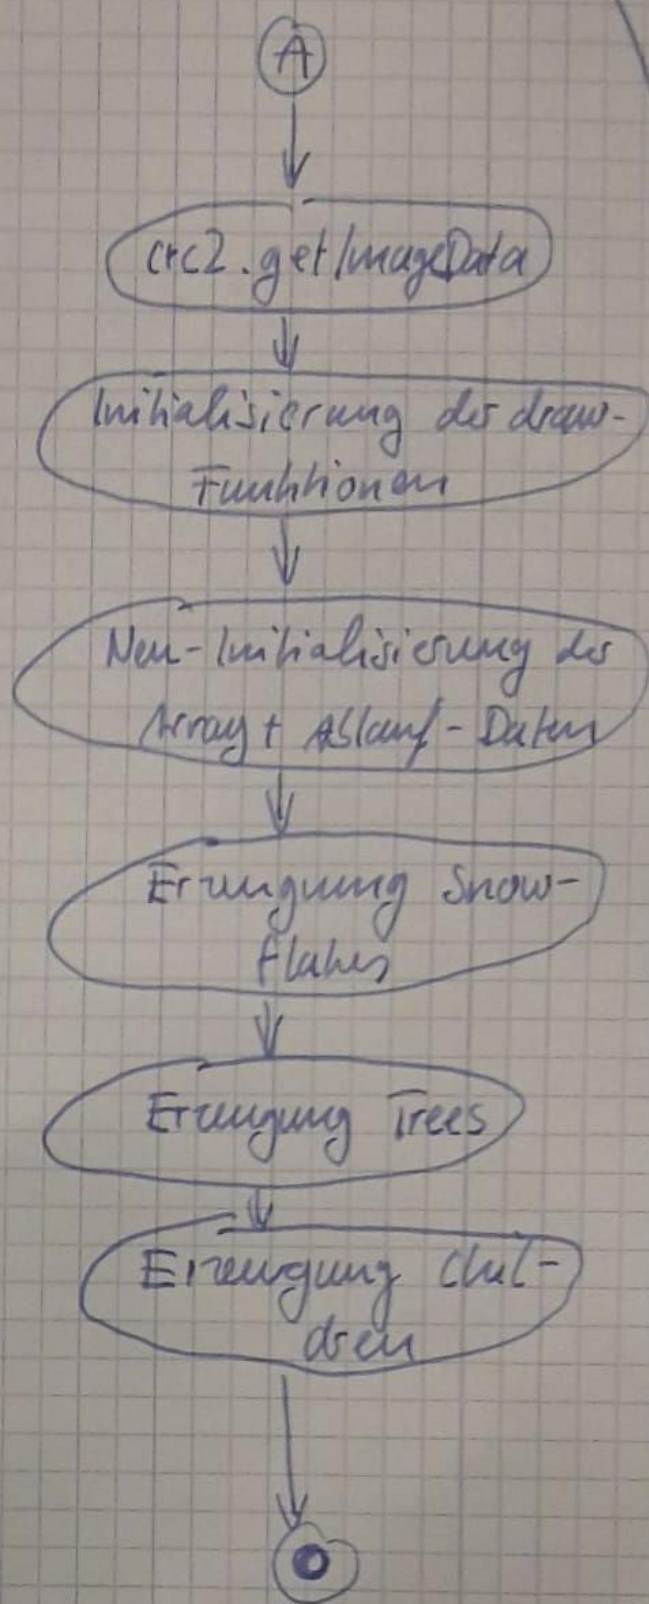 A
crc2.getImageData
Initialisierung der draw-
Funktionen
Neu-Initialisierung der
Array + Ablauf-Daten
Erzeugnung Snow-
flakes
Erzeugung Trees
Erzeugung Chil-
dren